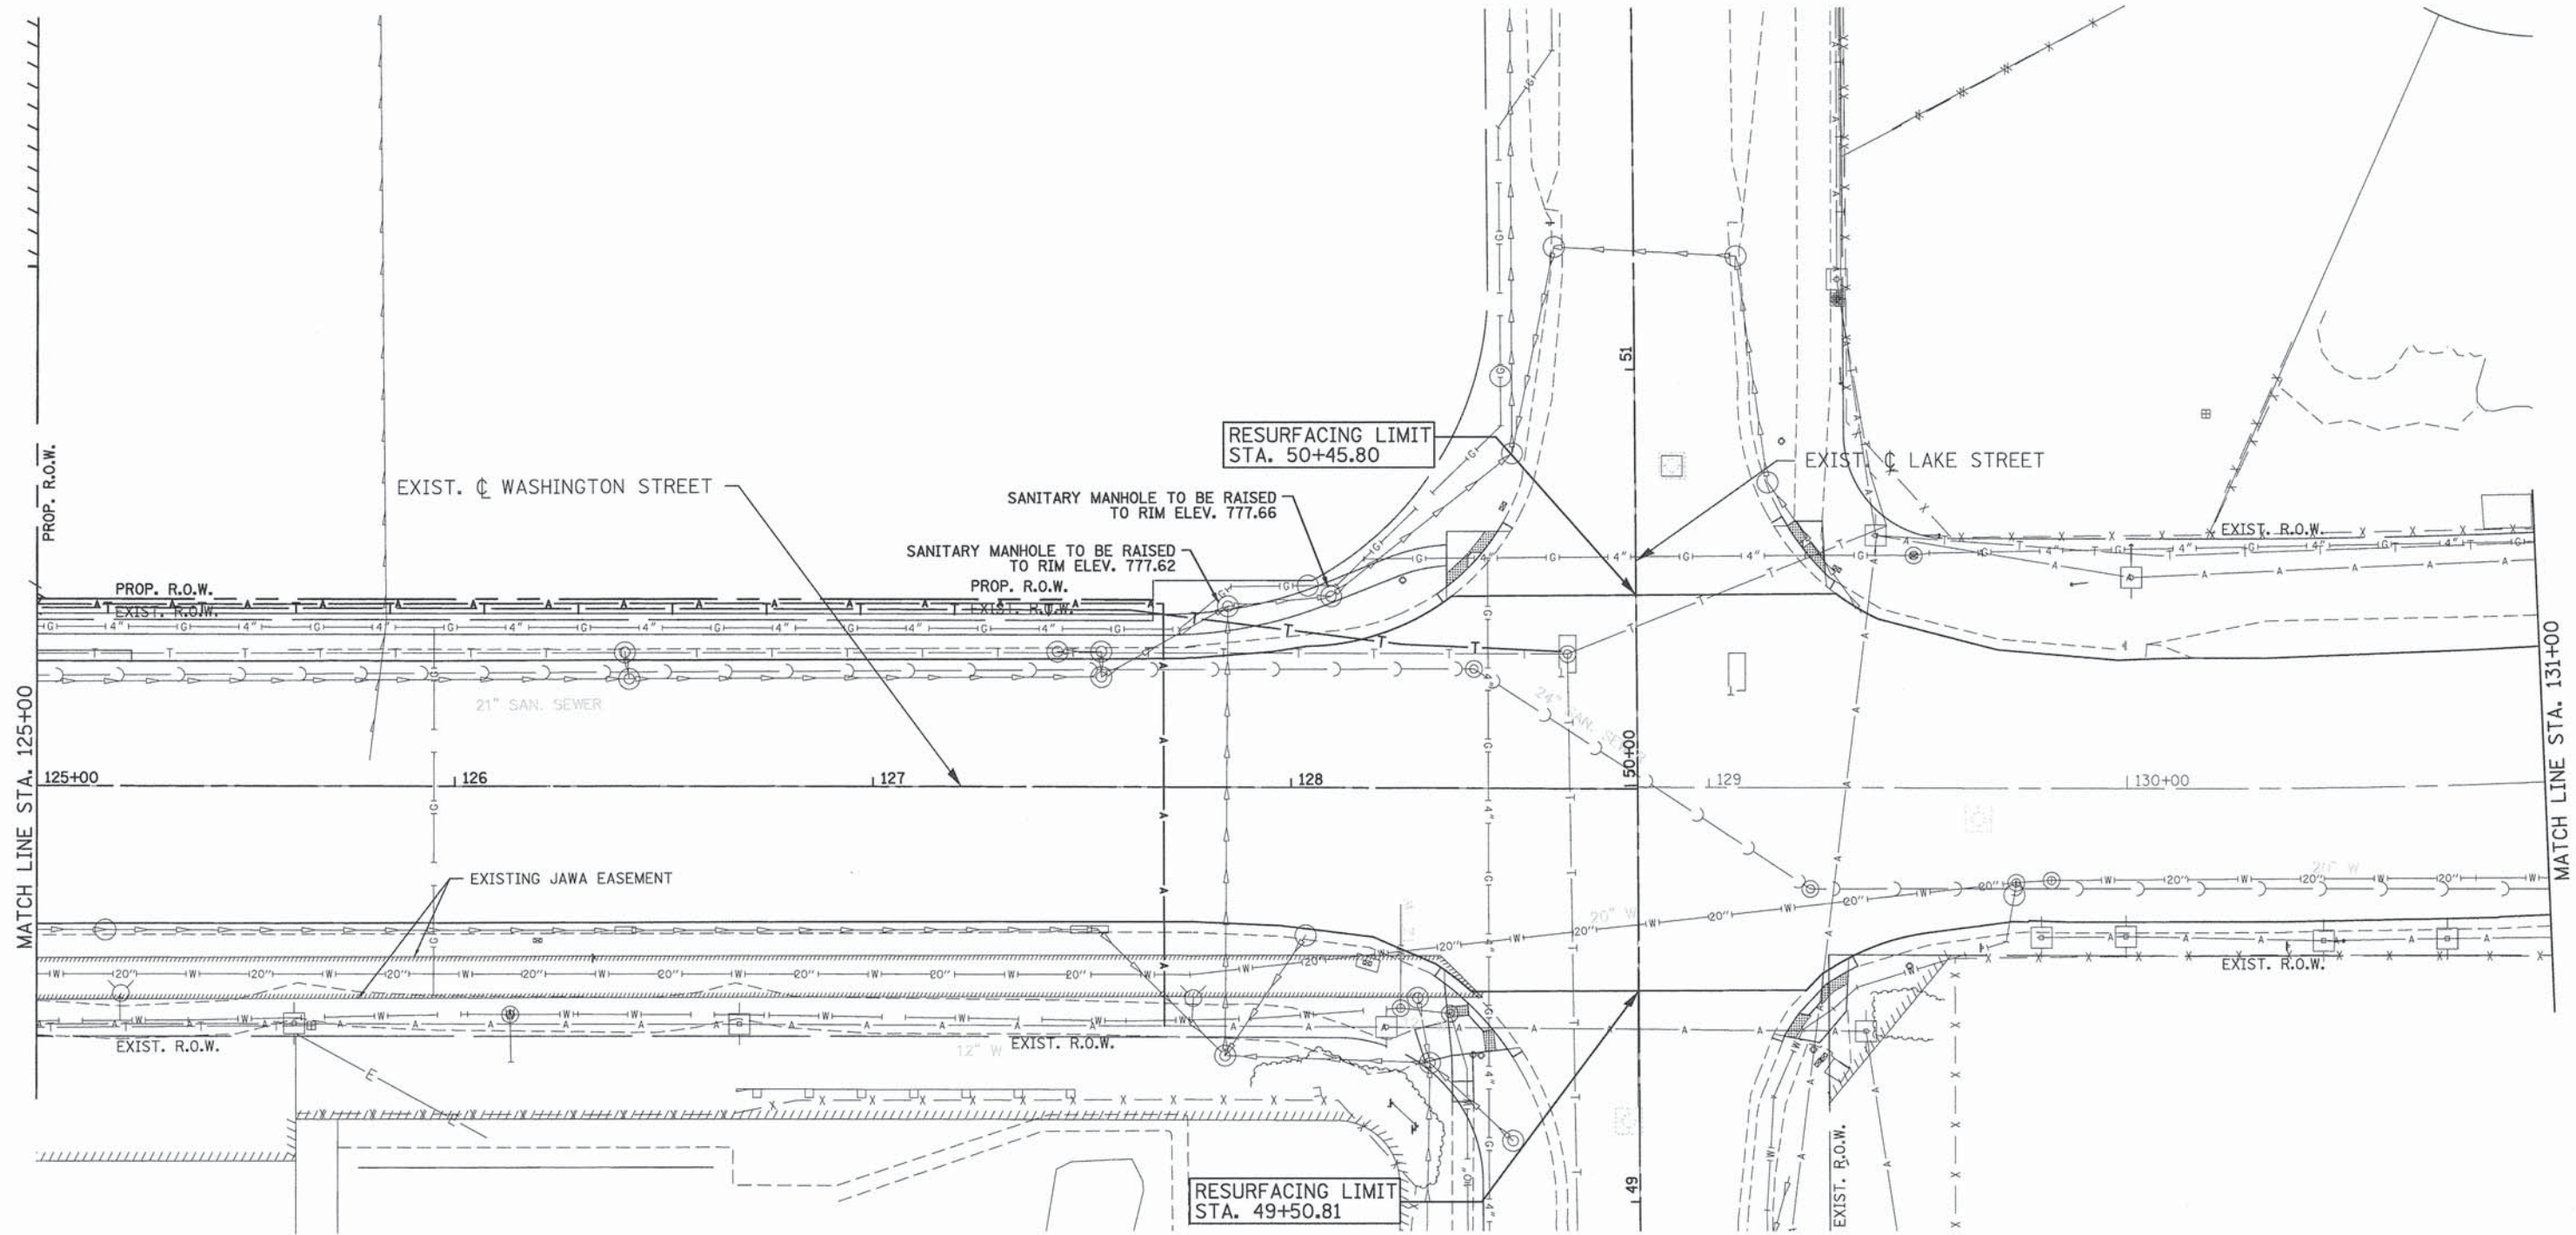 PROP. R.O.W.
51
RESURFACING LIMIT
STA. 50+45.80
EXIST. ℄ LAKE STREET
EXIST. ℄ WASHINGTON STREET
SANITARY MANHOLE TO BE RAISED
TO RIM ELEV. 777.66
SANITARY MANHOLE TO BE RAISED
TO RIM ELEV. 777.62
PROP. R.O.W.
PROP. R.O.W.
EXIST. R.O.W.
EXIST. R.O.W.
EXIST. R.O.W.
21" SAN. SEWER
24" SAN. SEWER
MATCH LINE STA. 125+00
MATCH LINE STA. 131+00
125+00
126
127
128
50+00
129
130+00
EXISTING JAWA EASEMENT
20" W
20" W
EXIST. R.O.W.
EXIST. R.O.W.
12" W
EXIST. R.O.W.
EXIST. R.O.W.
49
RESURFACING LIMIT
STA. 49+50.81